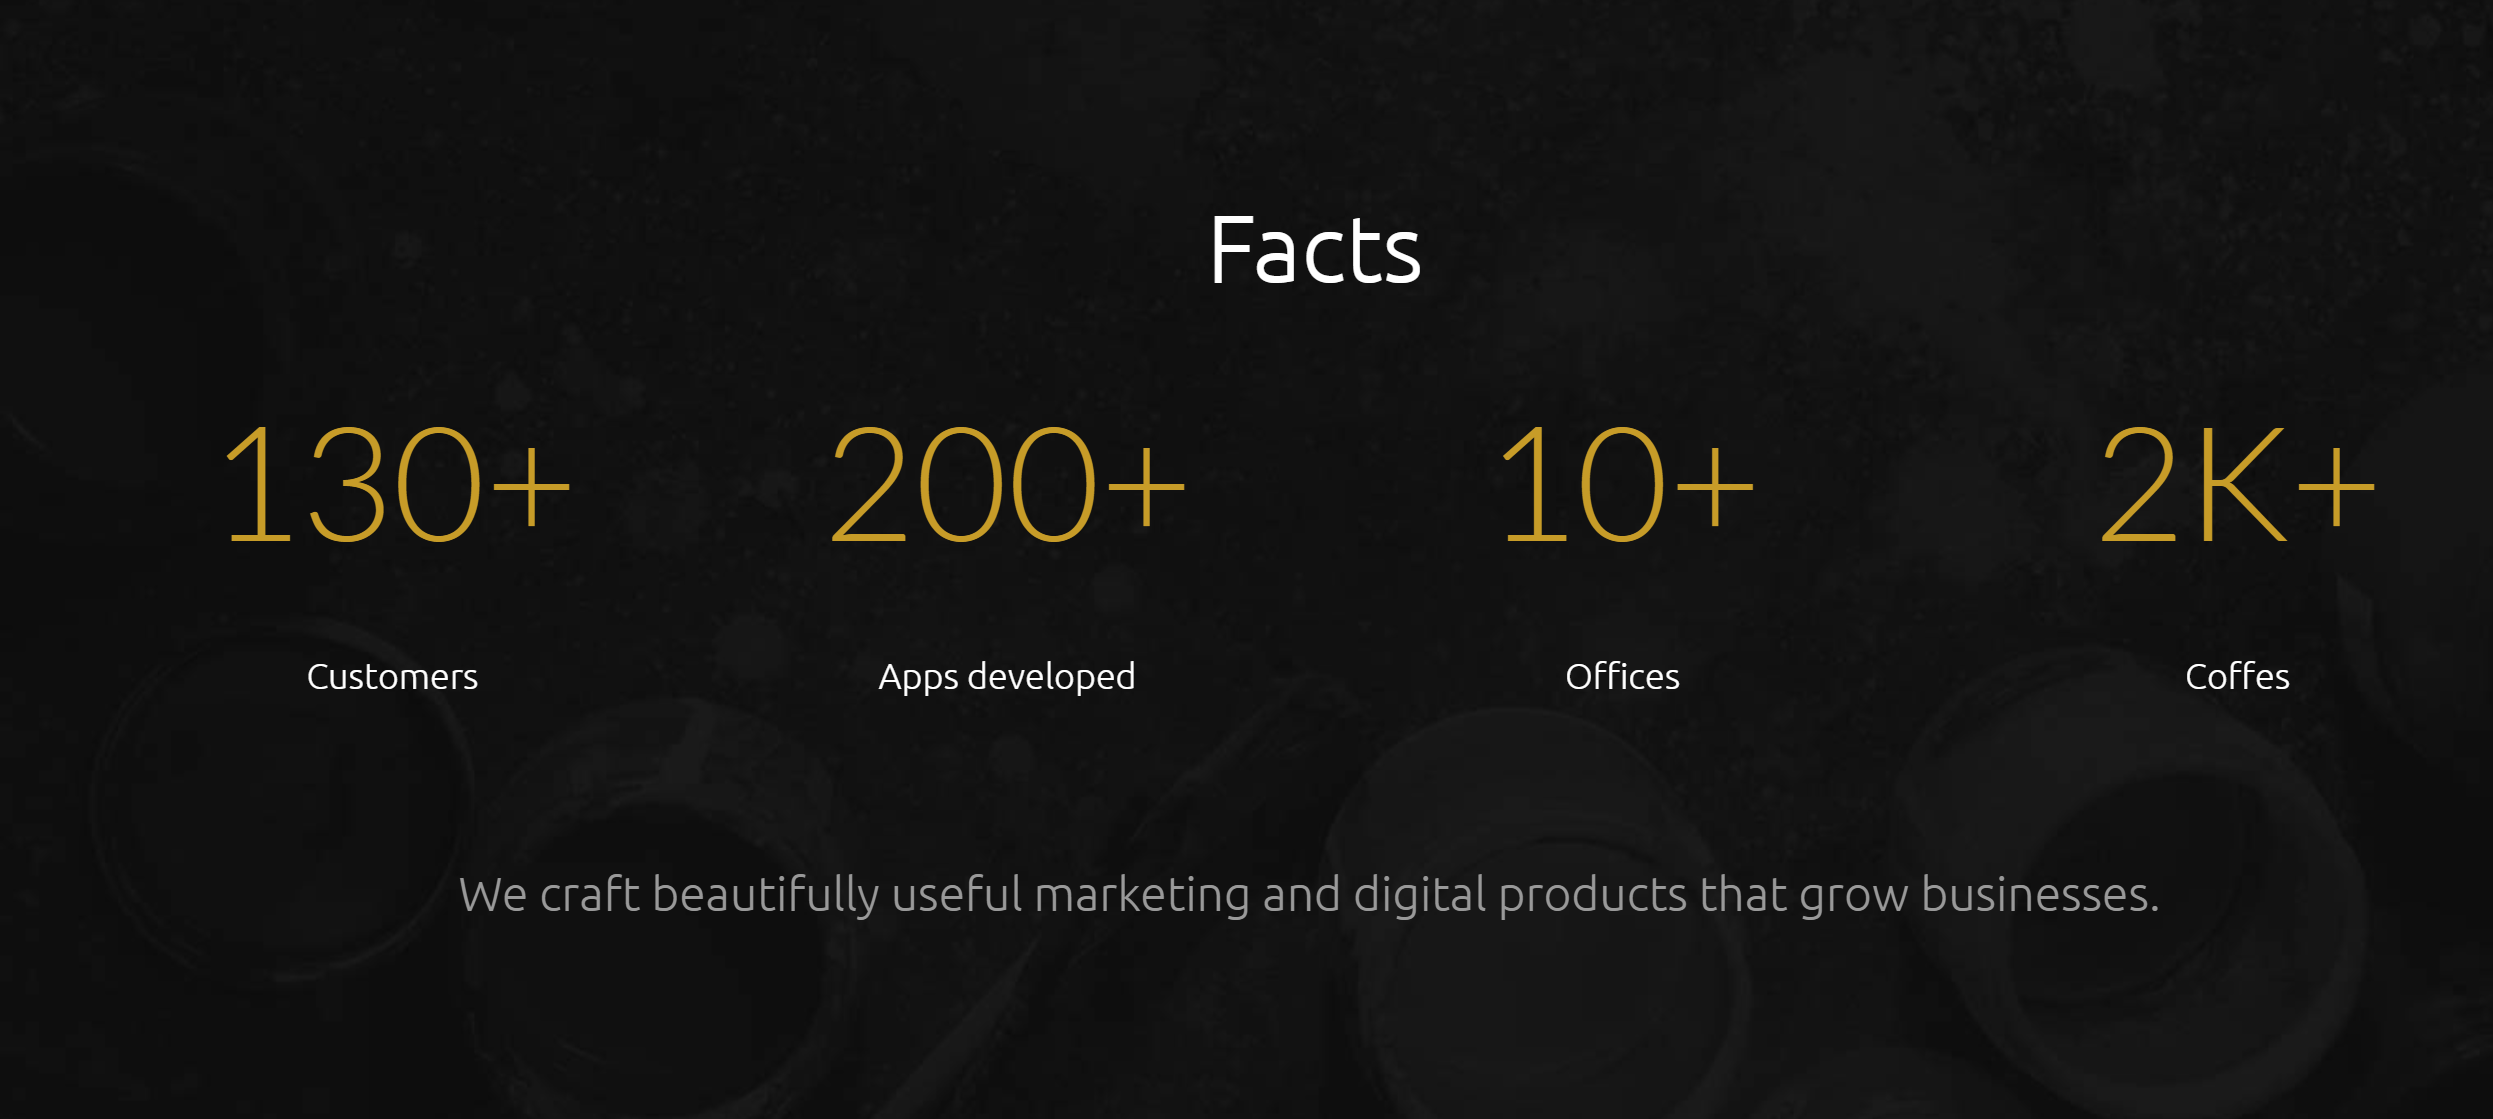 Facts
130+ 200+ 10+ 2K+
Customers Apps developed Offices Coffes
We craft beautifully useful marketing and digital products that grow businesses.